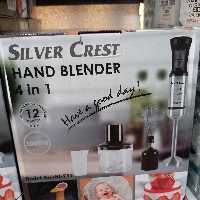 SILVER CREST
HAND BLENDER
4 in 1
Have a good day!
12